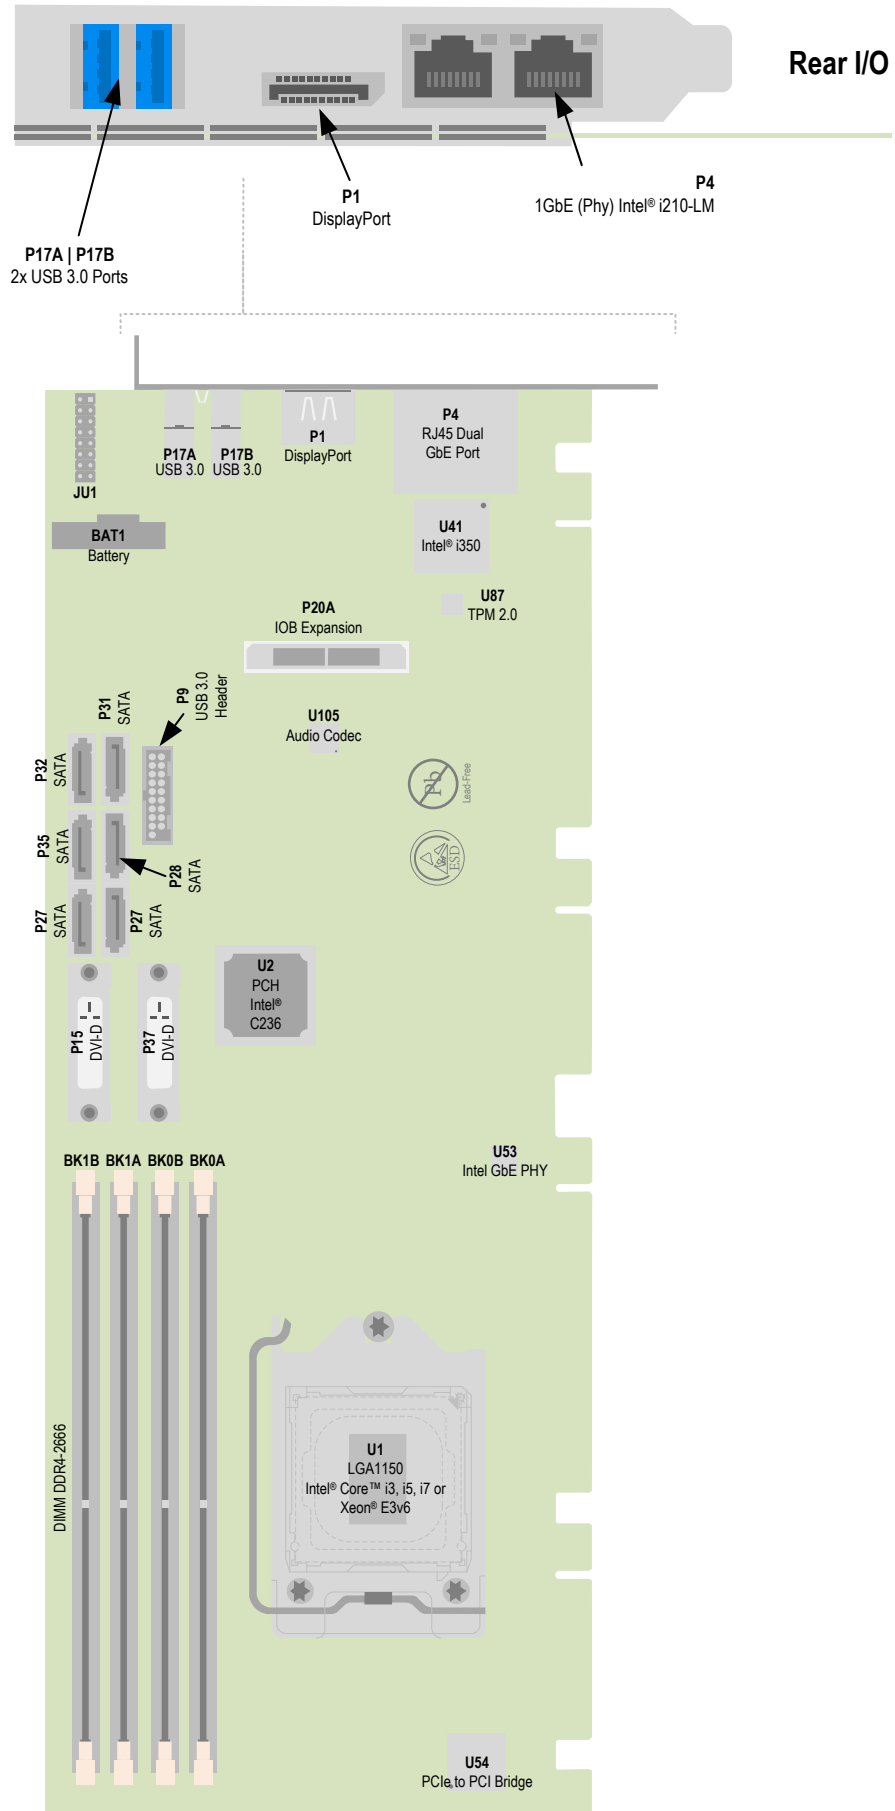 Rear I/O
P1
DisplayPort
P4
1GbE (Phy) Intel® i210-LM
P17A | P17B
2x USB 3.0 Ports
P17A
USB 3.0
P17B
USB 3.0
P1
DisplayPort
P4
RJ45 Dual
GbE Port
JU1
BAT1
Battery
U41
Intel® i350
U87
TPM 2.0
P20A
IOB Expansion
P31
SATA
P9
USB 3.0
Header
U105
Audio Codec
P32
SATA
Pb
Lead-Free
P35
SATA
P28
SATA
ESD
P27
SATA
P27
SATA
U2
PCH
Intel®
C236
P15
DVI-D
P37
DVI-D
U53
Intel GbE PHY
BK1B BK1A BK0B BK0A
DIMM DDR4-2666
U1
LGA1150
Intel® Core™ i3, i5, i7 or
Xeon® E3v6
U54
PCIe to PCI Bridge